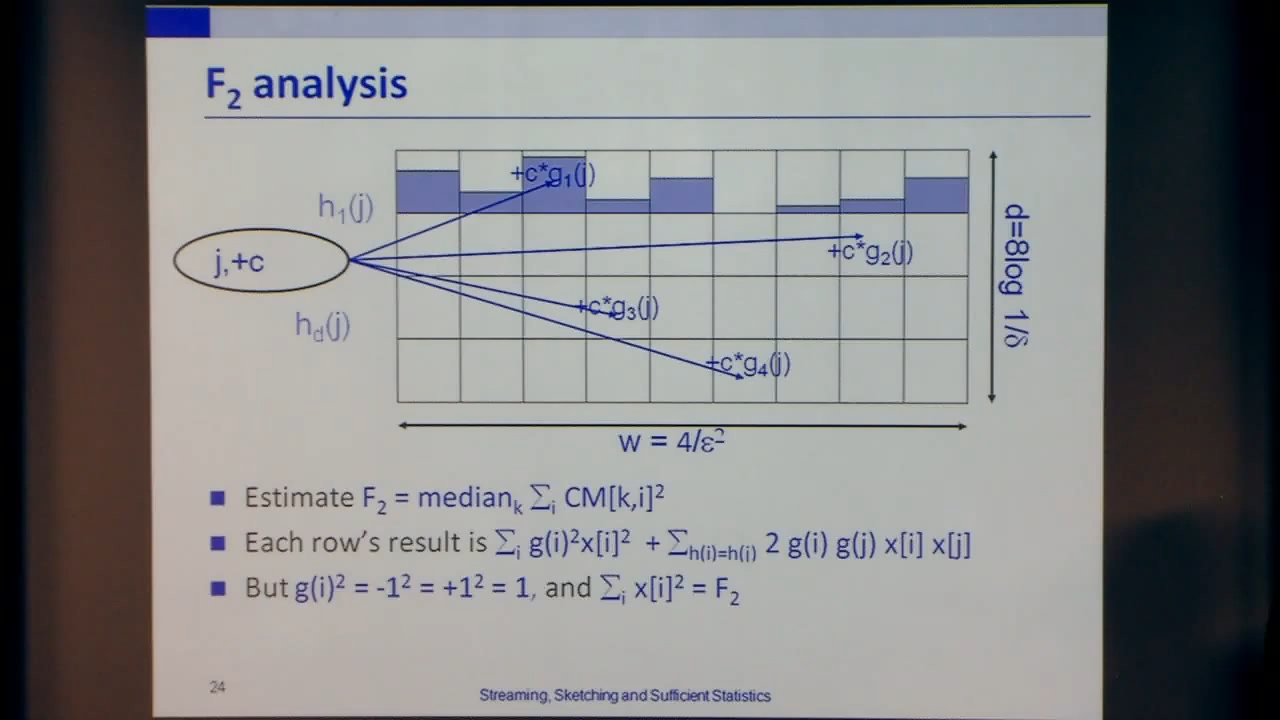 F₂ analysis
+c*g₁(j)
h₁(j)
j,+c
+c*g₂(j)
d=8log 1/δ
+c*g₃(j)
h_d(j)
+c*g₄(j)
w = 4/ε²
Estimate F₂ = medianₖ ∑ᵢ CM[k,i]²
Each row's result is ∑ᵢ g(i)²x[i]² + ∑h(i)=h(i) 2 g(i) g(j) x[i] x[j]
But g(i)² = -1² = +1² = 1, and ∑ᵢ x[i]² = F₂
24
Streaming, Sketching and Sufficient Statistics